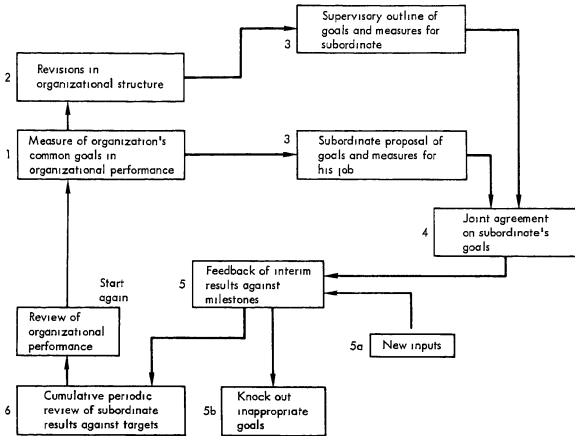 Supervisory outline of
goals and measures for
subordinate
3
2
Revisions in
organizational structure
1
Measure of organization's
common goals in
organizational performance
3
Subordinate proposal of
goals and measures for
his job
4
Joint agreement
on subordinate's
goals
5
Feedback of interim
results against
milestones
Start
again
Review of
organizational
performance
5a
New inputs
6
Cumulative periodic
review of subordinate
results against targets
5b
Knock out
inappropriate
goals